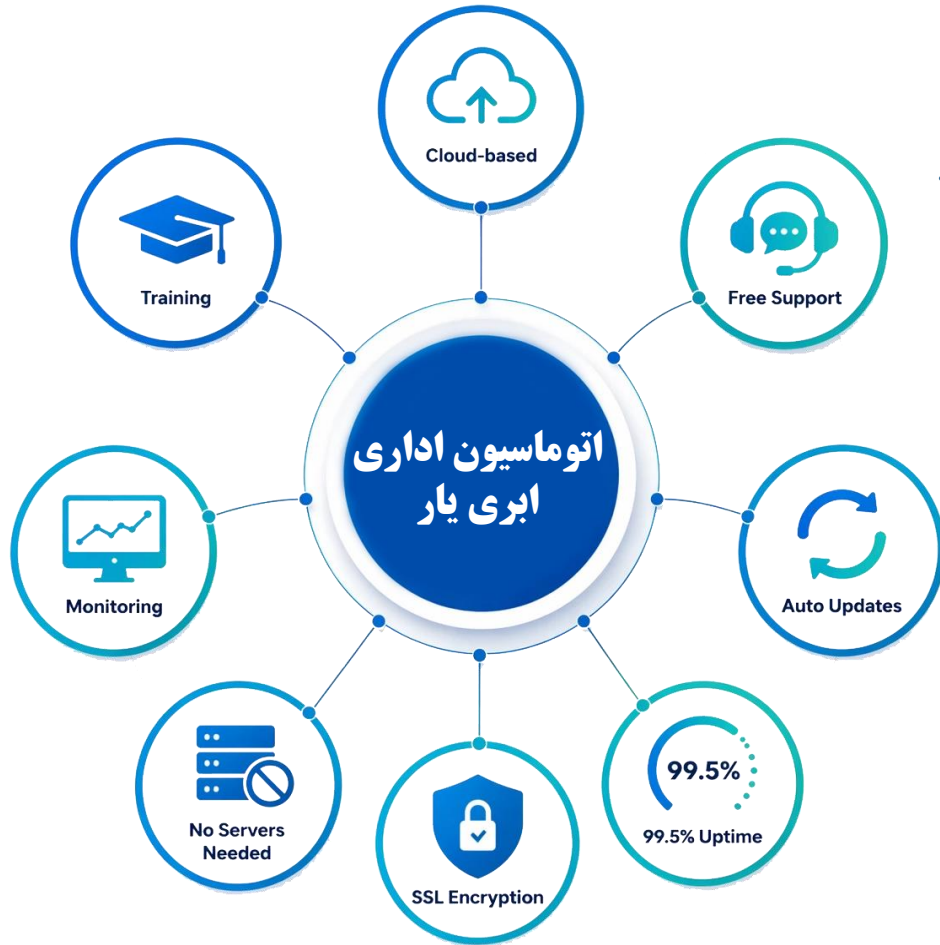 Cloud-based
Training
Free Support
اتوماسیون اداری
ابری یار
Monitoring
Auto Updates
No Servers
Needed
99.5%
99.5% Uptime
SSL Encryption